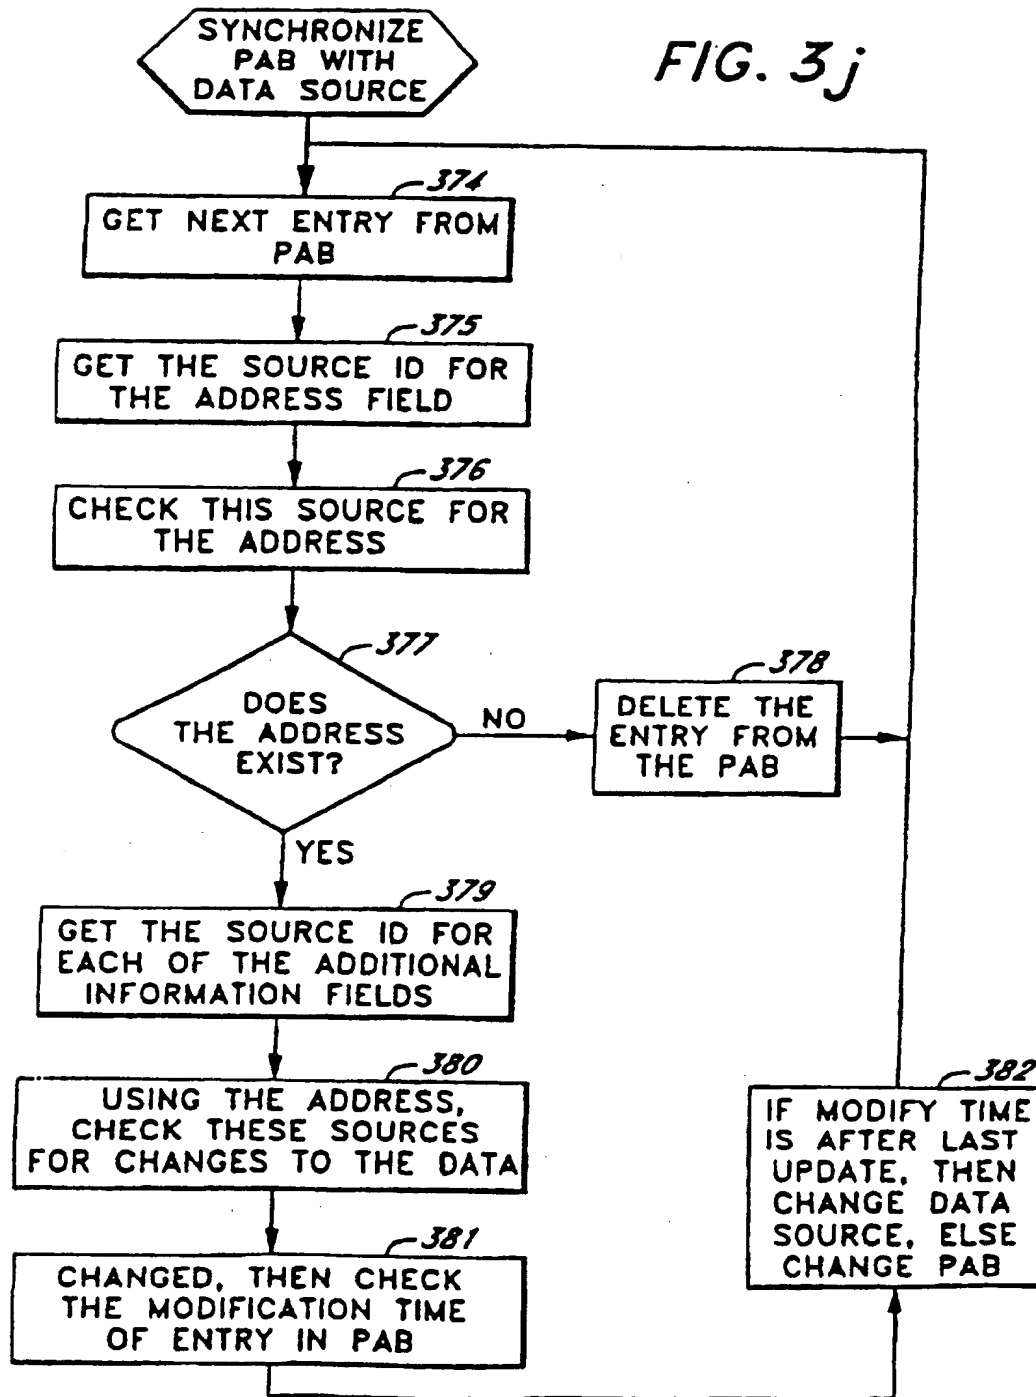 SYNCHRONIZE
PAB WITH
DATA SOURCE
FIG. 3j
374
GET NEXT ENTRY FROM
PAB
375
GET THE SOURCE ID FOR
THE ADDRESS FIELD
376
CHECK THIS SOURCE FOR
THE ADDRESS
377
DOES
THE ADDRESS
EXIST?
NO
378
DELETE THE
ENTRY FROM
THE PAB
YES
379
GET THE SOURCE ID FOR
EACH OF THE ADDITIONAL
INFORMATION FIELDS
380
USING THE ADDRESS,
CHECK THESE SOURCES
FOR CHANGES TO THE DATA
381
CHANGED, THEN CHECK
THE MODIFICATION TIME
OF ENTRY IN PAB
382
IF MODIFY TIME
IS AFTER LAST
UPDATE, THEN
CHANGE DATA
SOURCE, ELSE
CHANGE PAB